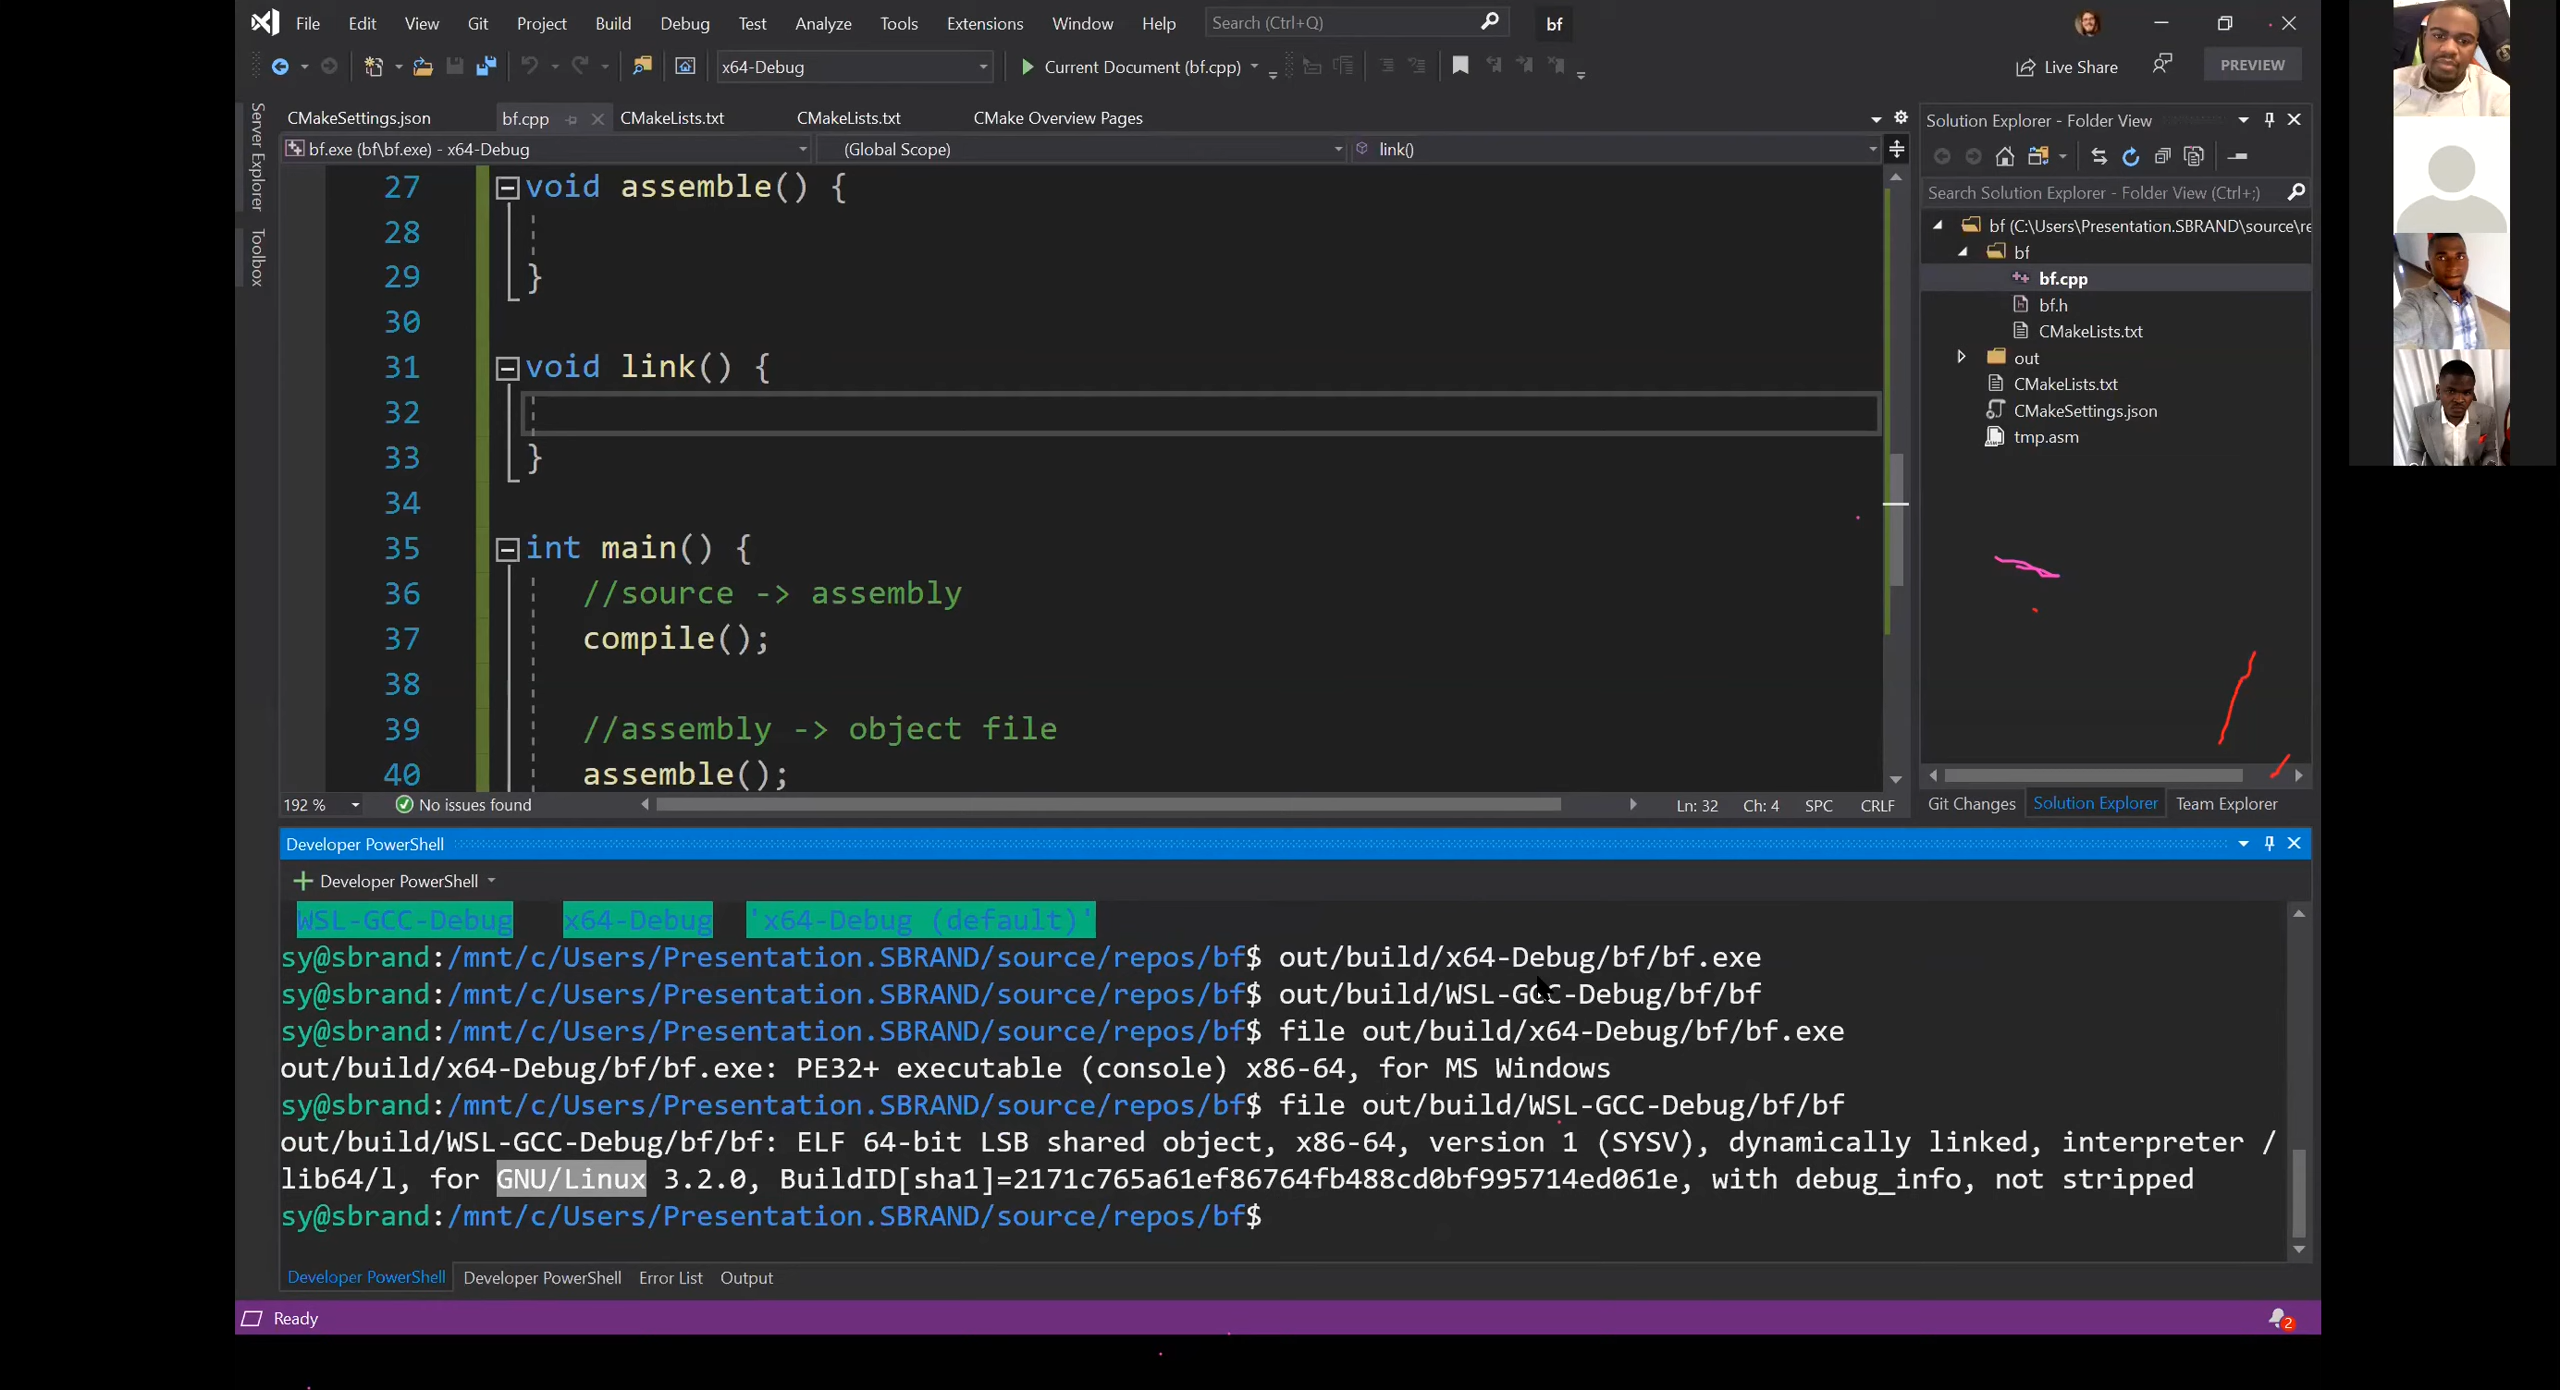 File Edit View Git Project Build Debug Test Analyze Tools Extensions Window Help Search (Ctrl+Q) bf
x64-Debug Current Document (bf.cpp) Live Share PREVIEW
Server Explorer
Toolbox
CMakeSettings.json bf.cpp CMakeLists.txt CMakeLists.txt CMake Overview Pages
bf.exe (bf\bf.exe) - x64-Debug (Global Scope) link()
27 void assemble() {
28
29 }
30
31 void link() {
32
33 }
34
35 int main() {
36 //source -> assembly
37 compile();
38
39 //assembly -> object file
40 assemble();
192 % No issues found Ln: 32 Ch: 4 SPC CRLF
Solution Explorer - Folder View
Search Solution Explorer - Folder View (Ctrl+;)
bf (C:\Users\Presentation.SBRAND\source\re
bf
bf.cpp
bf.h
CMakeLists.txt
out
CMakeLists.txt
CMakeSettings.json
tmp.asm
Git Changes Solution Explorer Team Explorer
Developer PowerShell
Developer PowerShell
WSL-GCC-Debug x64-Debug 'x64-Debug (default)'
sy@sbrand:/mnt/c/Users/Presentation.SBRAND/source/repos/bf$ out/build/x64-Debug/bf/bf.exe
sy@sbrand:/mnt/c/Users/Presentation.SBRAND/source/repos/bf$ out/build/WSL-GCC-Debug/bf/bf
sy@sbrand:/mnt/c/Users/Presentation.SBRAND/source/repos/bf$ file out/build/x64-Debug/bf/bf.exe
out/build/x64-Debug/bf/bf.exe: PE32+ executable (console) x86-64, for MS Windows
sy@sbrand:/mnt/c/Users/Presentation.SBRAND/source/repos/bf$ file out/build/WSL-GCC-Debug/bf/bf
out/build/WSL-GCC-Debug/bf/bf: ELF 64-bit LSB shared object, x86-64, version 1 (SYSV), dynamically linked, interpreter /
lib64/l, for GNU/Linux 3.2.0, BuildID[sha1]=2171c765a61ef86764fb488cd0bf995714ed061e, with debug_info, not stripped
sy@sbrand:/mnt/c/Users/Presentation.SBRAND/source/repos/bf$
Developer PowerShell Developer PowerShell Error List Output
Ready 2